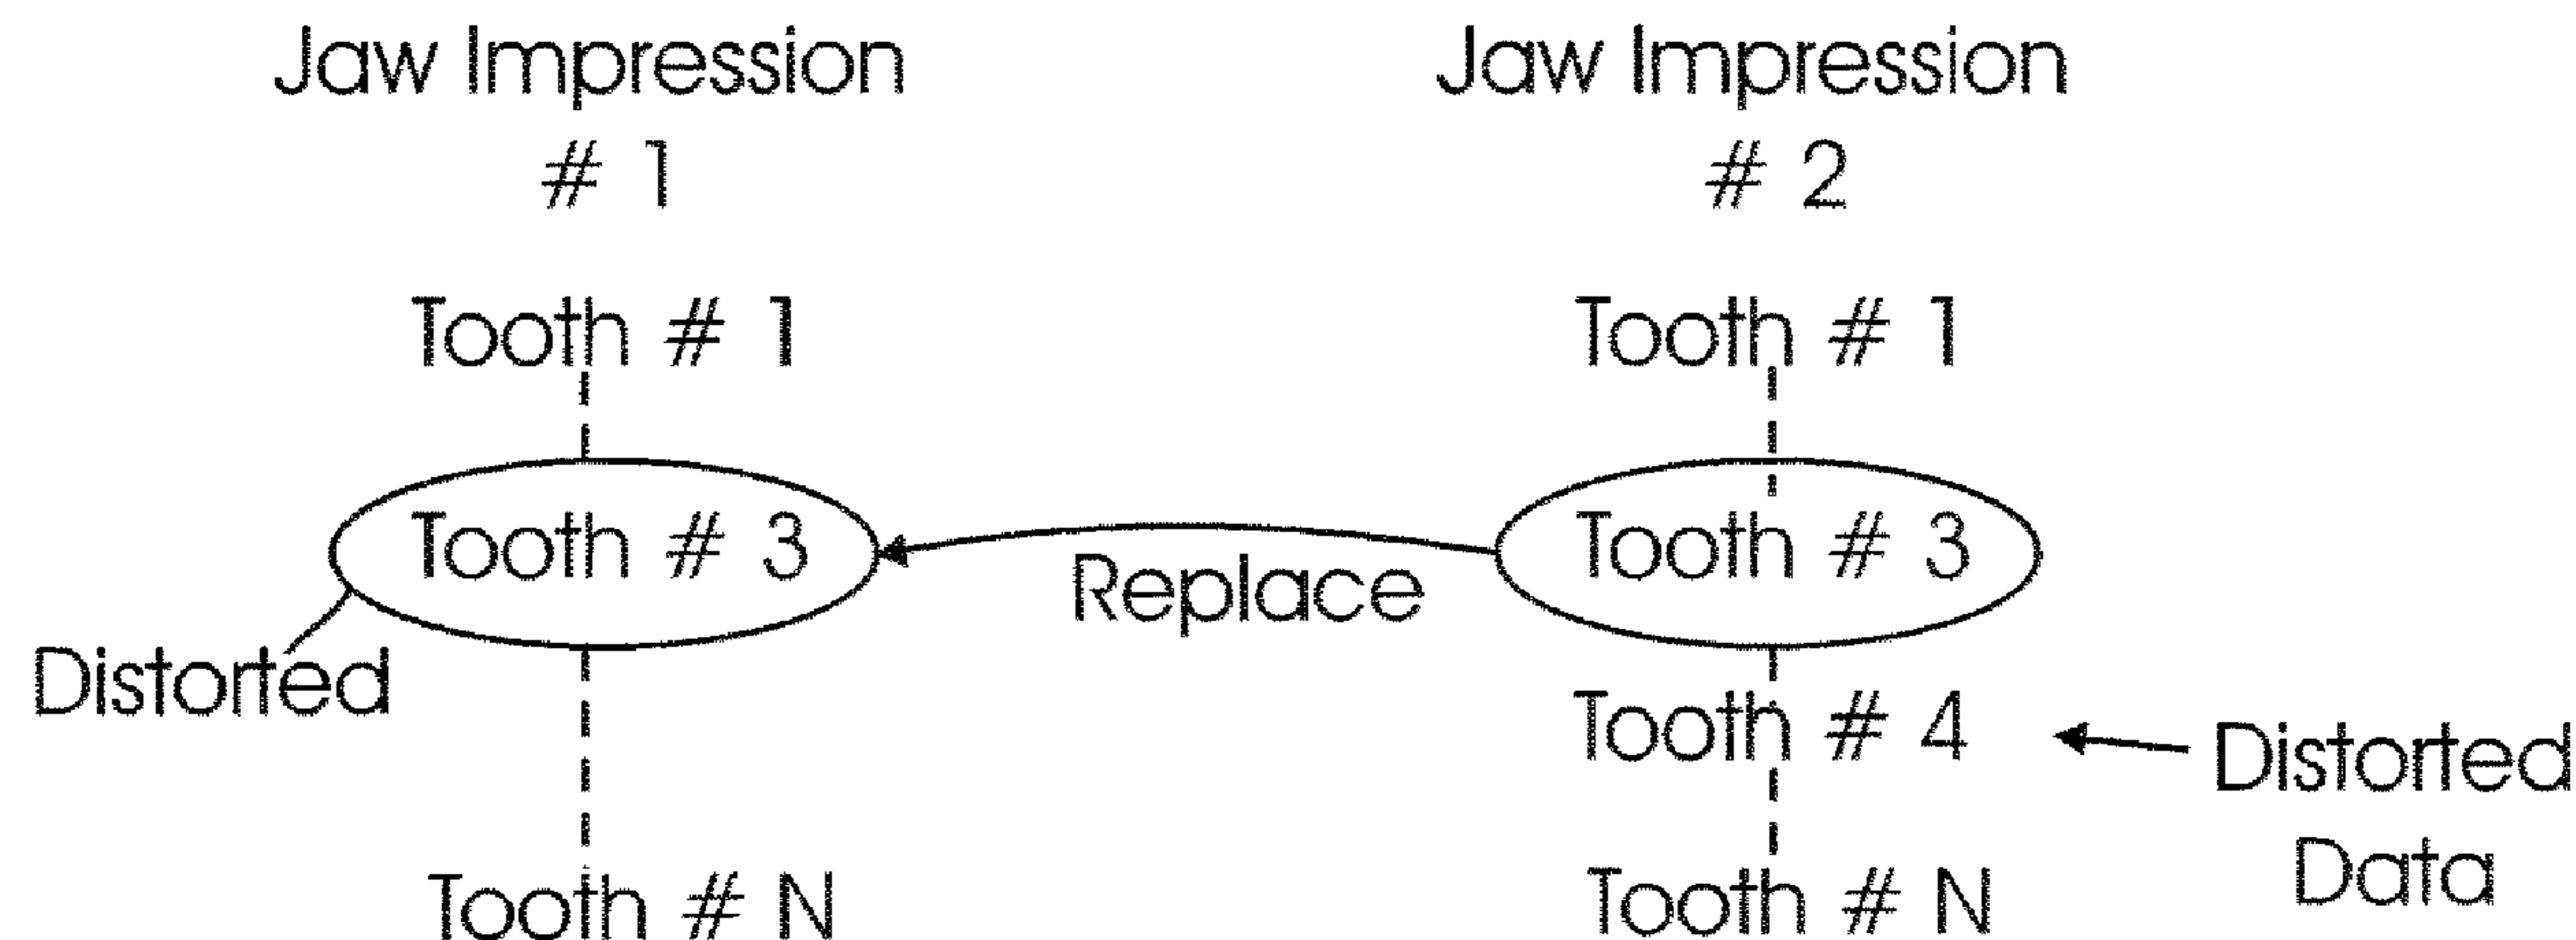 Jaw Impression
# 1
Tooth # 1
Tooth # 3
Distorted
Tooth # N
Replace
Jaw Impression
# 2
Tooth # 1
Tooth # 3
Tooth # 4
Tooth # N
Distorted
Data